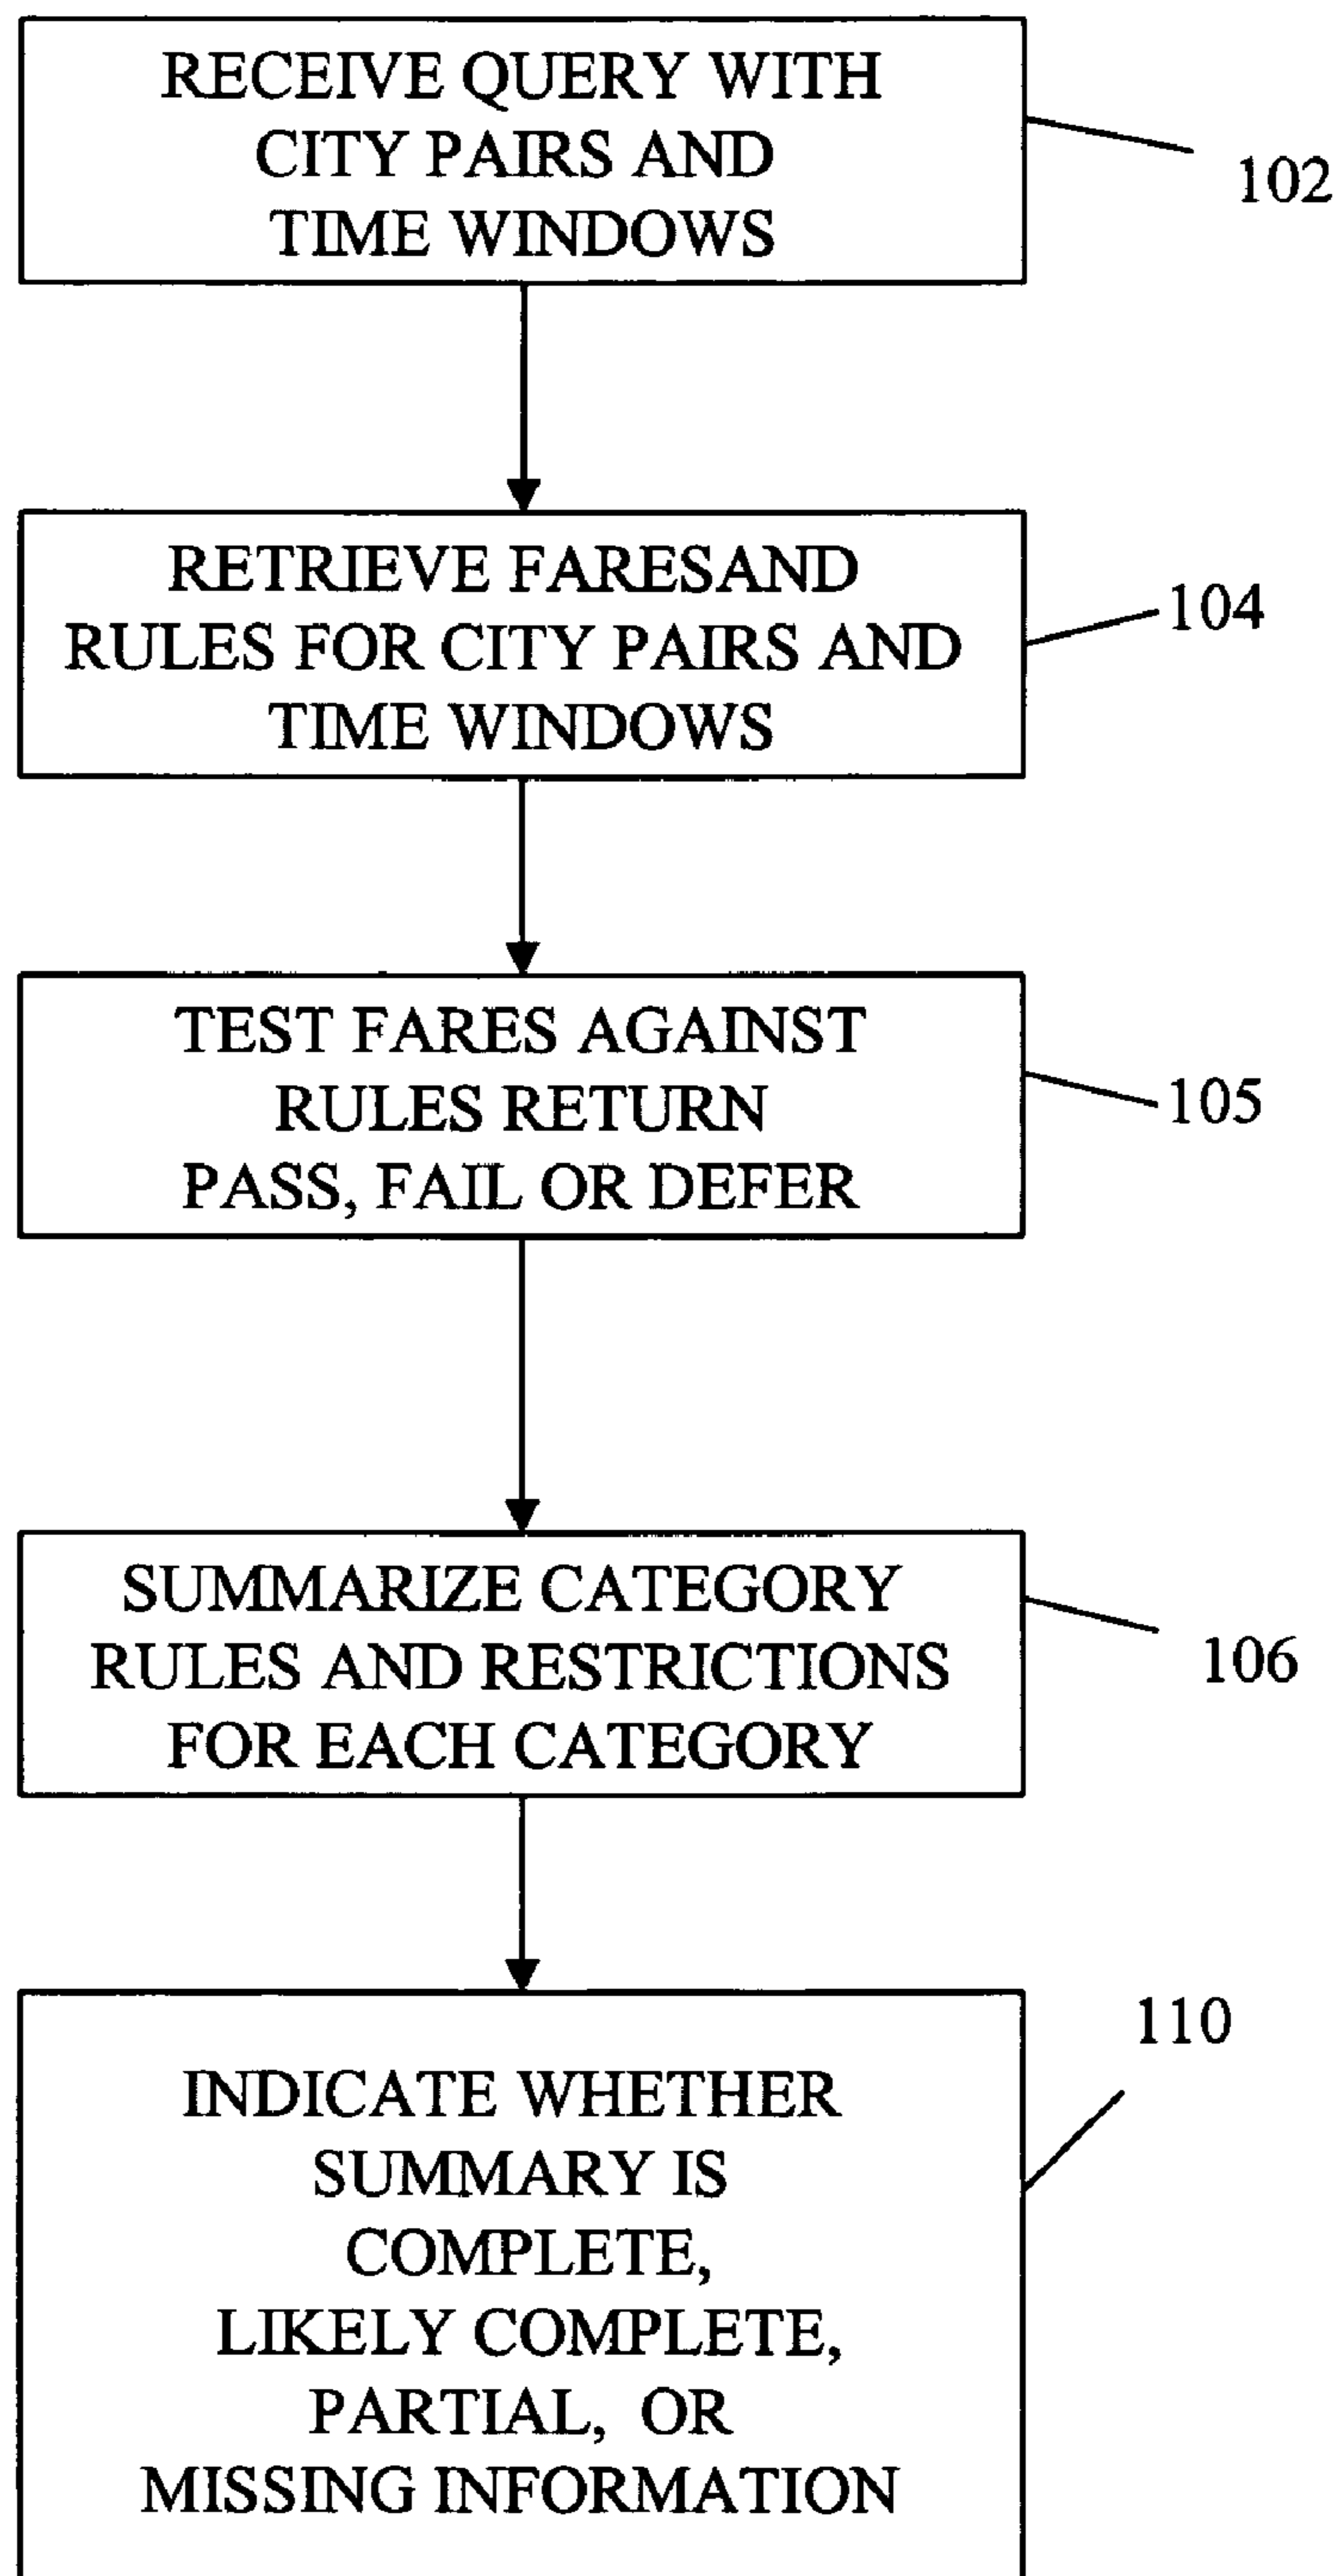 RECEIVE QUERY WITH
CITY PAIRS AND
TIME WINDOWS
102
RETRIEVE FARESAND
RULES FOR CITY PAIRS AND
TIME WINDOWS
104
TEST FARES AGAINST
RULES RETURN
PASS, FAIL OR DEFER
105
SUMMARIZE CATEGORY
RULES AND RESTRICTIONS
FOR EACH CATEGORY
106
INDICATE WHETHER
SUMMARY IS
COMPLETE,
LIKELY COMPLETE,
PARTIAL, OR
MISSING INFORMATION
110